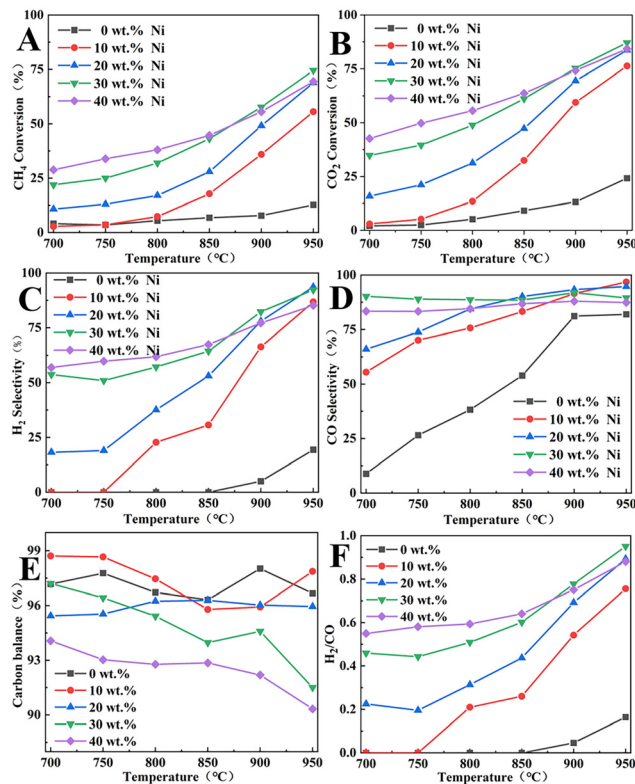 A
0 wt.% Ni
10 wt.% Ni
20 wt.% Ni
30 wt.% Ni
40 wt.% Ni
CH4 Conversion (%)
100
75
50
25
0
700 750 800 850 900 950
Temperature (°C)
B
0 wt.% Ni
10 wt.% Ni
20 wt.% Ni
30 wt.% Ni
40 wt.% Ni
CO2 Conversion (%)
100
75
50
25
0
700 750 800 850 900 950
Temperature (°C)
C
0 wt.% Ni
10 wt.% Ni
20 wt.% Ni
30 wt.% Ni
40 wt.% Ni
H2 Selectivity (%)
100
75
50
25
0
700 750 800 850 900 950
Temperature (°C)
D
0 wt.% Ni
10 wt.% Ni
20 wt.% Ni
30 wt.% Ni
40 wt.% Ni
CO Selectivity (%)
100
75
50
25
0
700 750 800 850 900 950
Temperature (°C)
E
0 wt.%
10 wt.%
20 wt.%
30 wt.%
40 wt.%
Carbon balance (%)
99
96
93
90
700 750 800 850 900 950
Temperature (°C)
F
0 wt.%
10 wt.%
20 wt.%
30 wt.%
40 wt.%
H2/CO
1.0
0.8
0.6
0.4
0.2
0.0
700 750 800 850 900 950
Temperature (°C)